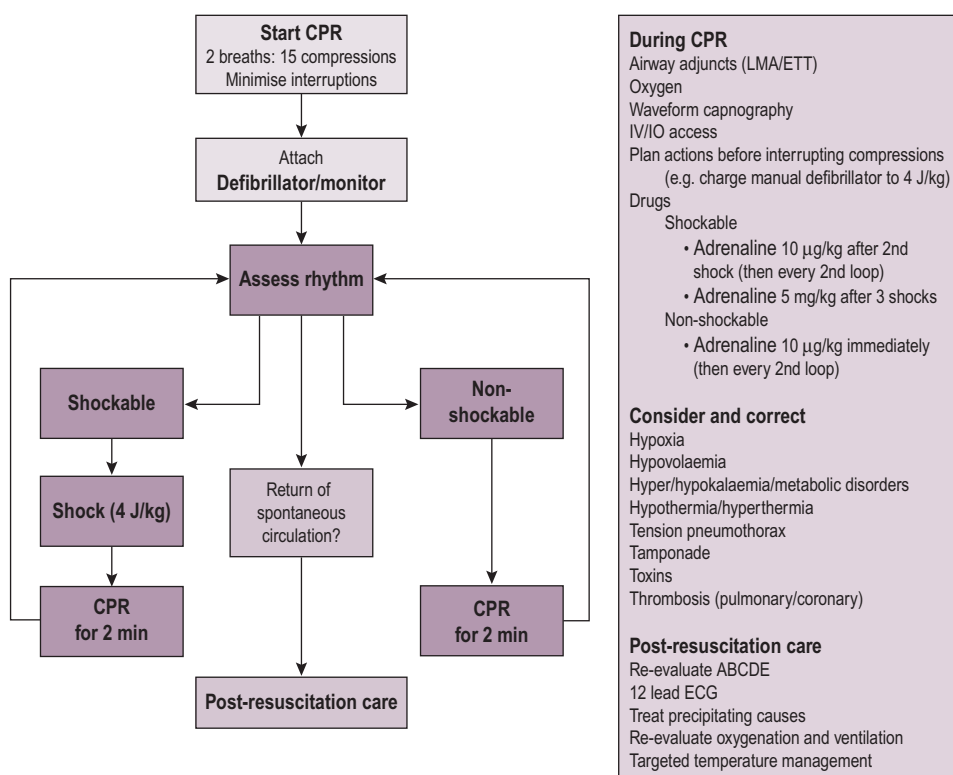 Start CPR
2 breaths: 15 compressions
Minimise interruptions
Attach
Defibrillator/monitor
Assess rhythm
Shockable
Non-
shockable
Shock (4 J/kg)
Return of
spontaneous
circulation?
CPR
for 2 min
CPR
for 2 min
Post-resuscitation care
During CPR
Airway adjuncts (LMA/ETT)
Oxygen
Waveform capnography
IV/IO access
Plan actions before interrupting compressions
(e.g. charge manual defibrillator to 4 J/kg)
Drugs
Shockable
• Adrenaline 10 μg/kg after 2nd
shock (then every 2nd loop)
• Adrenaline 5 mg/kg after 3 shocks
Non-shockable
• Adrenaline 10 μg/kg immediately
(then every 2nd loop)
Consider and correct
Hypoxia
Hypovolaemia
Hyper/hypokalaemia/metabolic disorders
Hypothermia/hyperthermia
Tension pneumothorax
Tamponade
Toxins
Thrombosis (pulmonary/coronary)
Post-resuscitation care
Re-evaluate ABCDE
12 lead ECG
Treat precipitating causes
Re-evaluate oxygenation and ventilation
Targeted temperature management